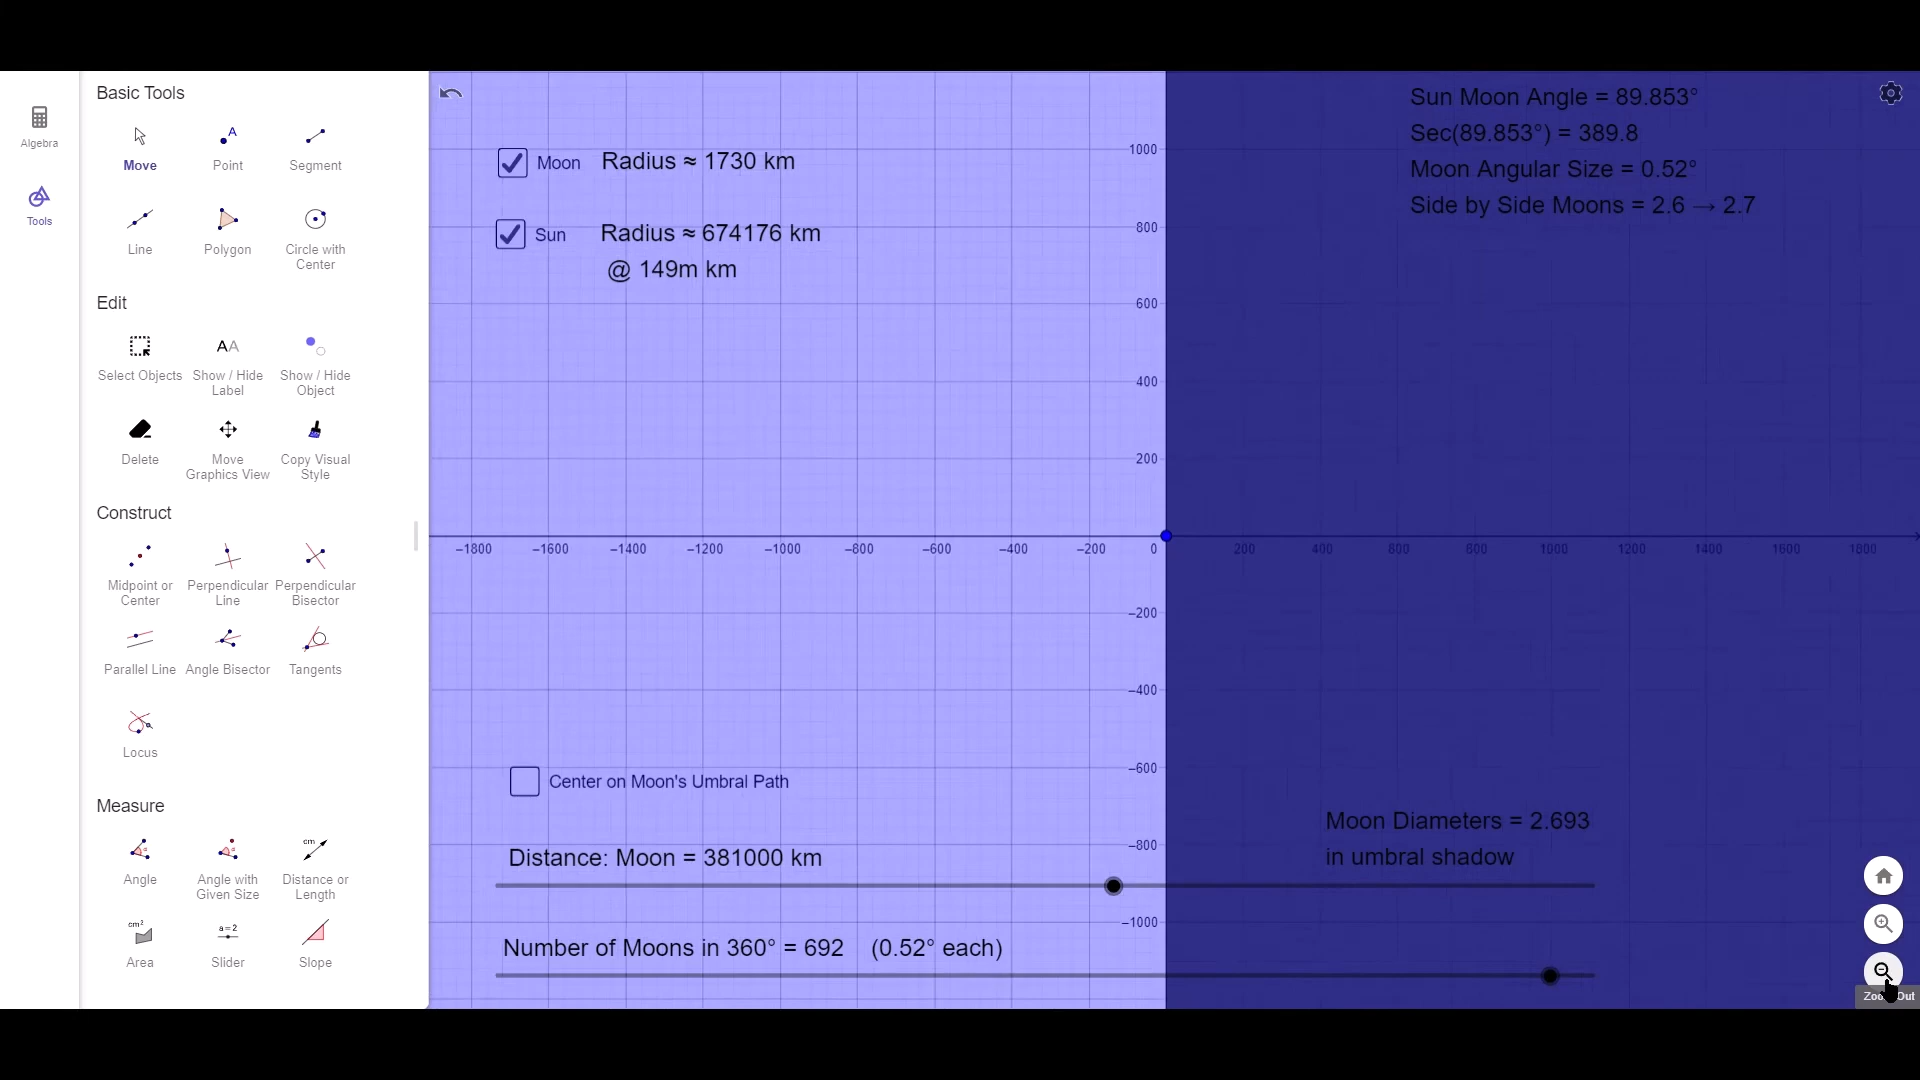 Algebra
Tools
Basic Tools
Move
A
Point
Segment
Line
Polygon
Circle with
Center
Edit
Select Objects
AA
Show / Hide
Label
Show / Hide
Object
Delete
Move
Graphics View
Copy Visual
Style
Construct
Midpoint or
Center
Perpendicular
Line
Perpendicular
Bisector
Parallel Line
Angle Bisector
Tangents
Locus
Measure
Angle
Angle with
Given Size
cm
Distance or
Length
cm²
Area
a=2
Slider
Slope
Moon Radius ≈ 1730 km
Sun Radius ≈ 674176 km
@ 149m km
Sun Moon Angle = 89.853°
Sec(89.853°) = 389.8
Moon Angular Size = 0.52°
Side by Side Moons = 2.6 → 2.7
1000
800
600
400
200
−1800 −1600 −1400 −1200 −1000 −800 −600 −400 −200 0 200 400 600 800 1000 1200 1400 1600 1800
−200
−400
−600
−800
−1000
Center on Moon's Umbral Path
Distance: Moon = 381000 km
Moon Diameters = 2.693
in umbral shadow
Number of Moons in 360° = 692 (0.52° each)